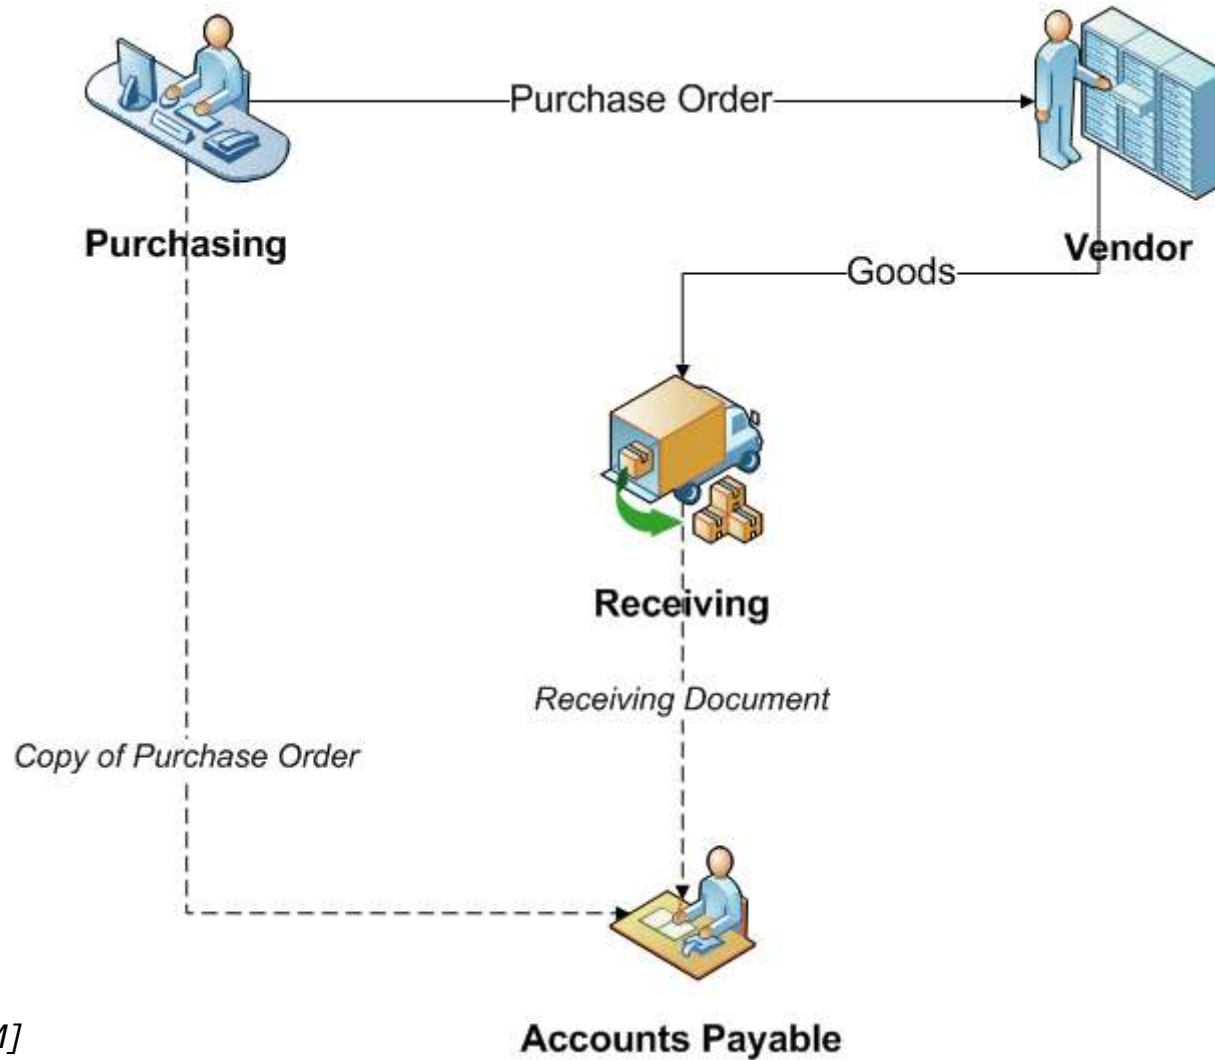 Purchase Order
Purchasing
Vendor
Goods
Receiving
Receiving Document
Copy of Purchase Order
Accounts Payable